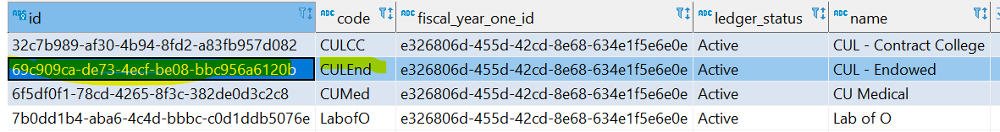 id code fiscal_year_one_id ledger_status name
32c7b989-af30-4b94-8fd2-a83fb957d082 CULCC e326806d-455d-42cd-8e68-634e1f5e6e0e Active CUL - Contract College
69c909ca-de73-4ecf-be08-bbc956a6120b CULEnd e326806d-455d-42cd-8e68-634e1f5e6e0e Active CUL - Endowed
6f5df0f1-78cd-4265-8f3c-382de0d3c2c8 CUMed e326806d-455d-42cd-8e68-634e1f5e6e0e Active CU Medical
7b0dd1b4-aba6-4c4d-bbbc-c0d1ddb5076e LabofO e326806d-455d-42cd-8e68-634e1f5e6e0e Active Lab of O